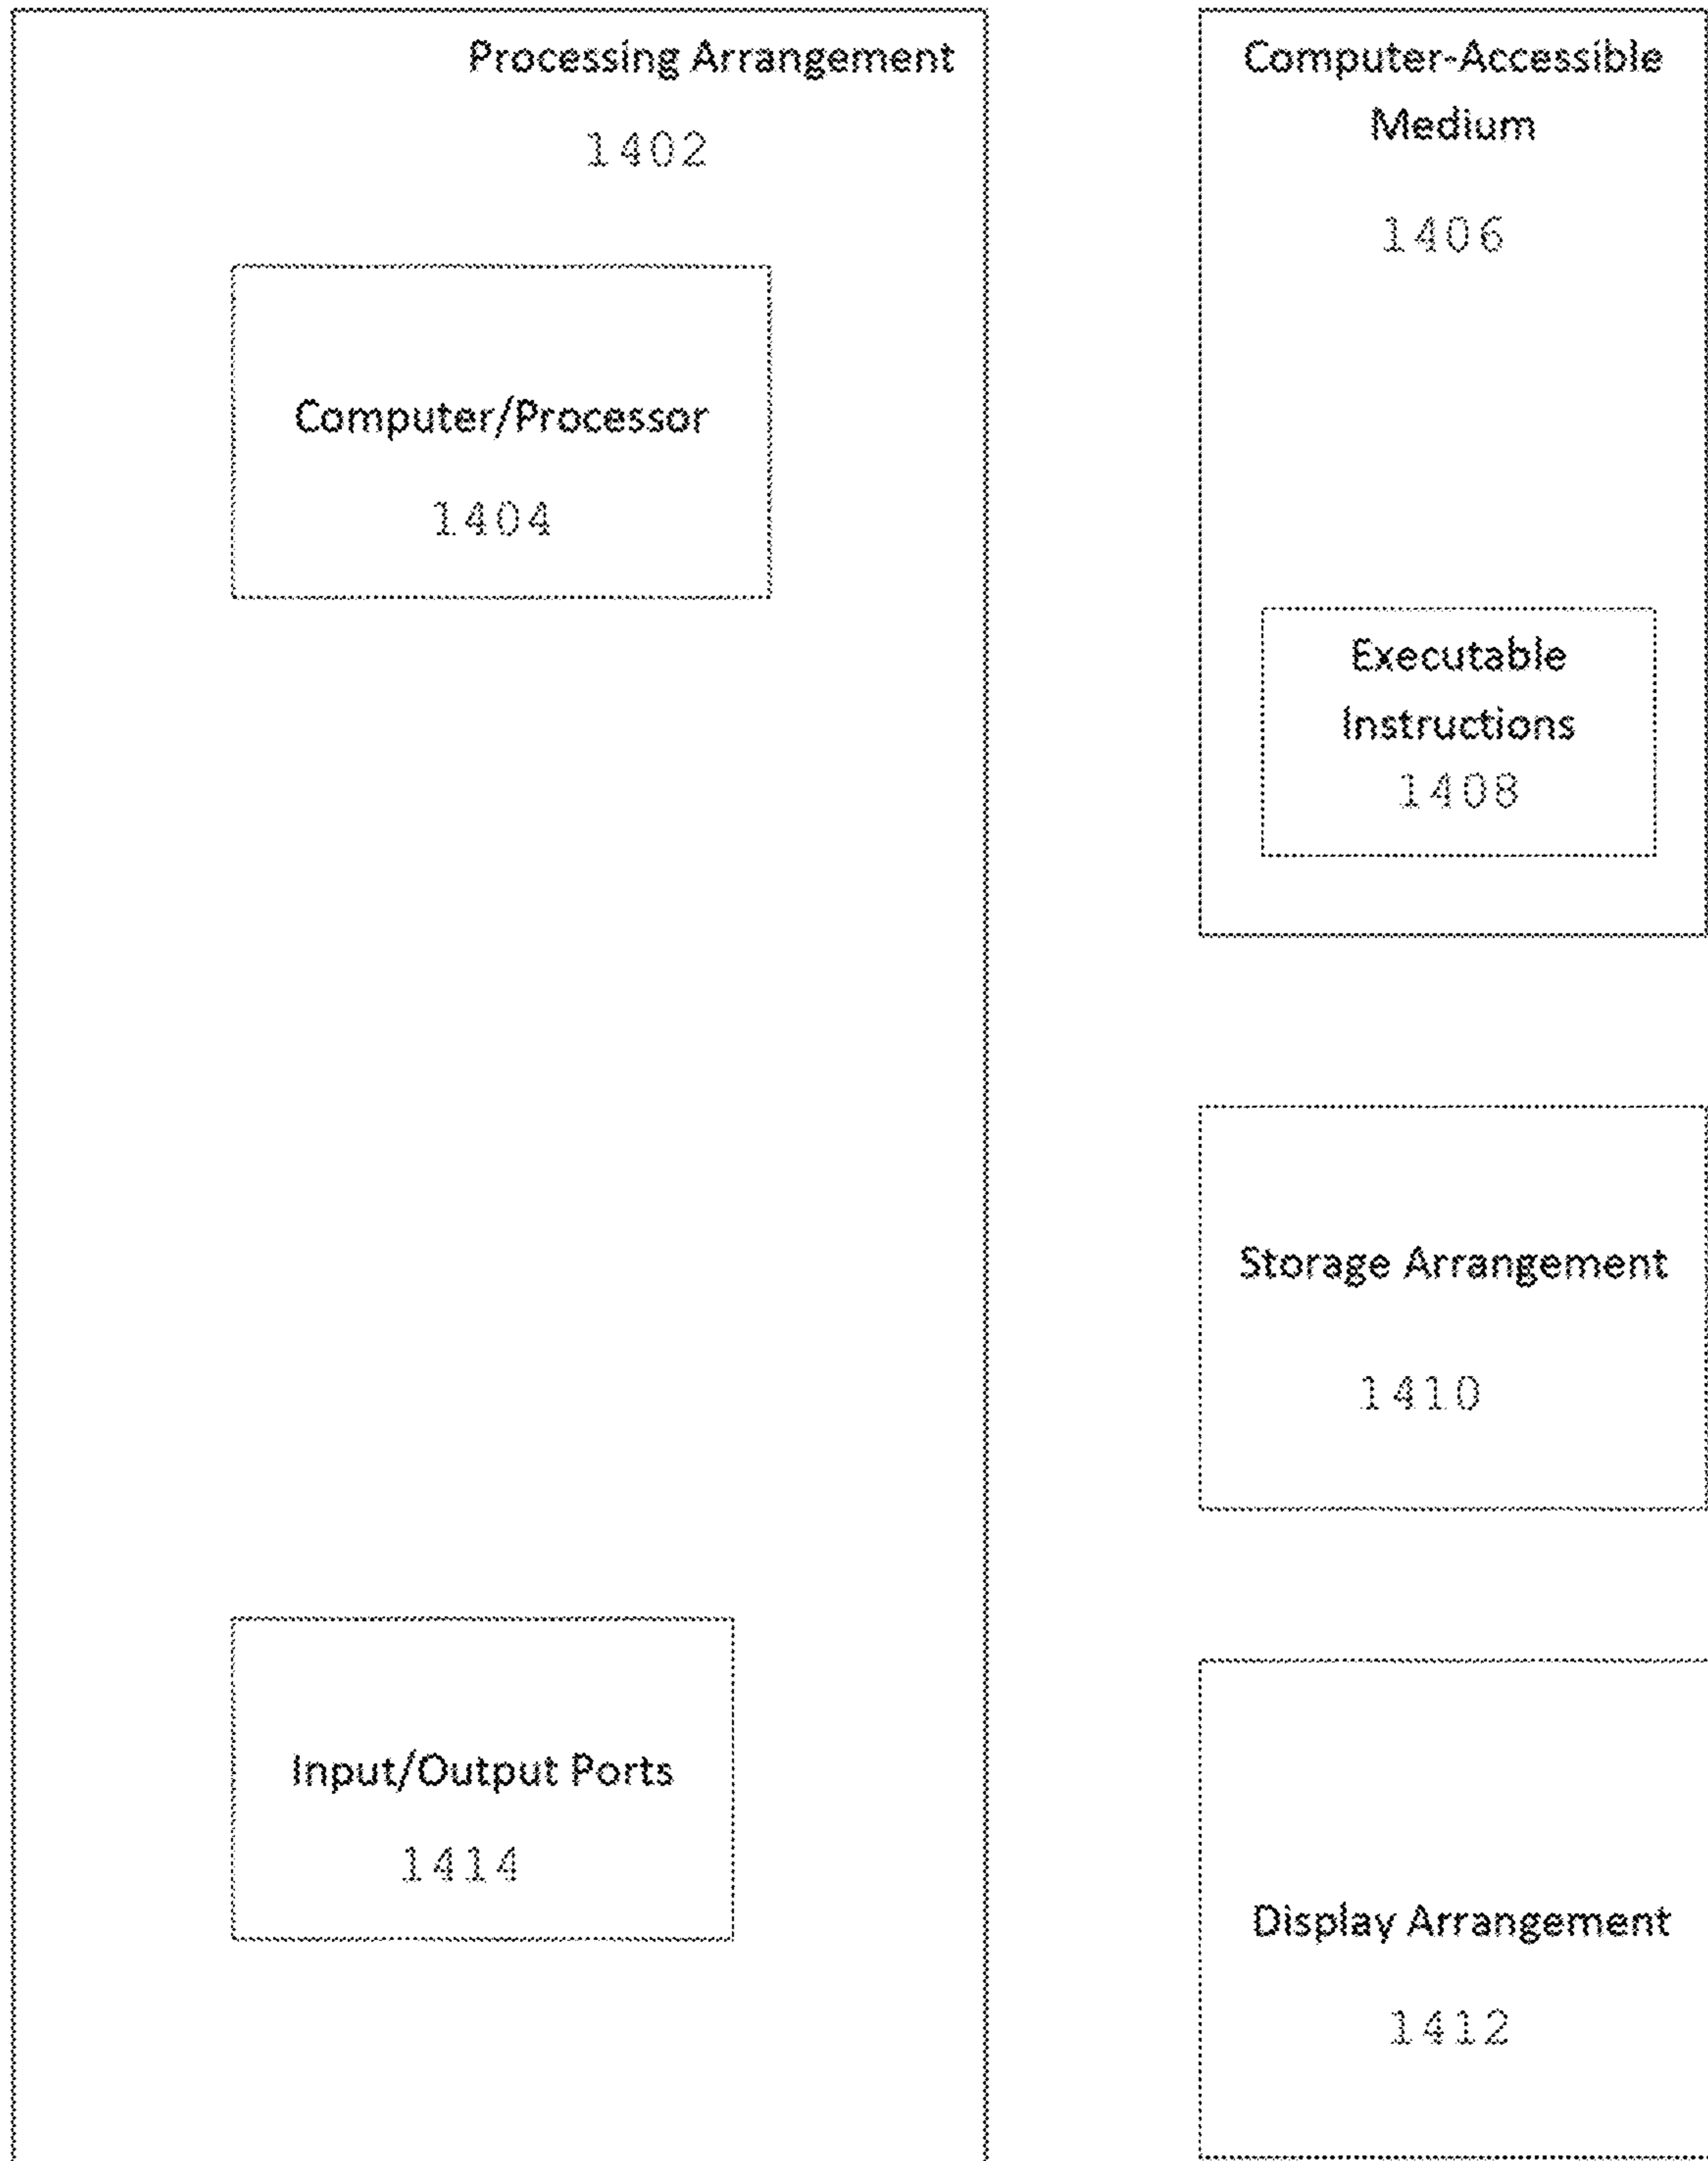 Processing Arrangement
1402
Computer/Processor
1404
Input/Output Ports
1414
Computer-Accessible
Medium
1406
Executable
Instructions
1408
Storage Arrangement
1410
Display Arrangement
1412